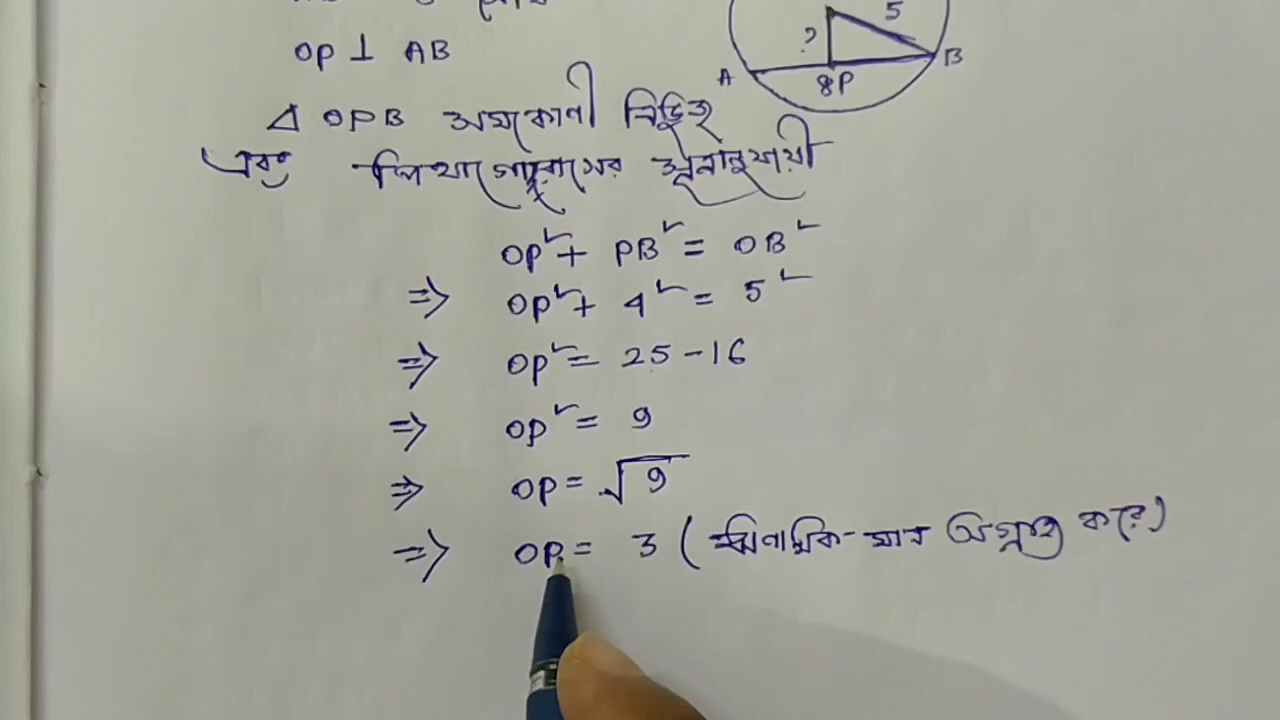 OP ⊥ AB
5
?
A
B
8P
Δ OPB সমকোণী ত্রিভুজ
এবং পিথাগোরাসের সূত্রানুযায়ী
OP² + PB² = OB²
⇒ OP² + 4² = 5²
⇒ OP² = 25 - 16
⇒ OP² = 9
⇒ OP = √9
⇒ OP = 3 (ঋণাত্মক মান অগ্রাহ্য করে)